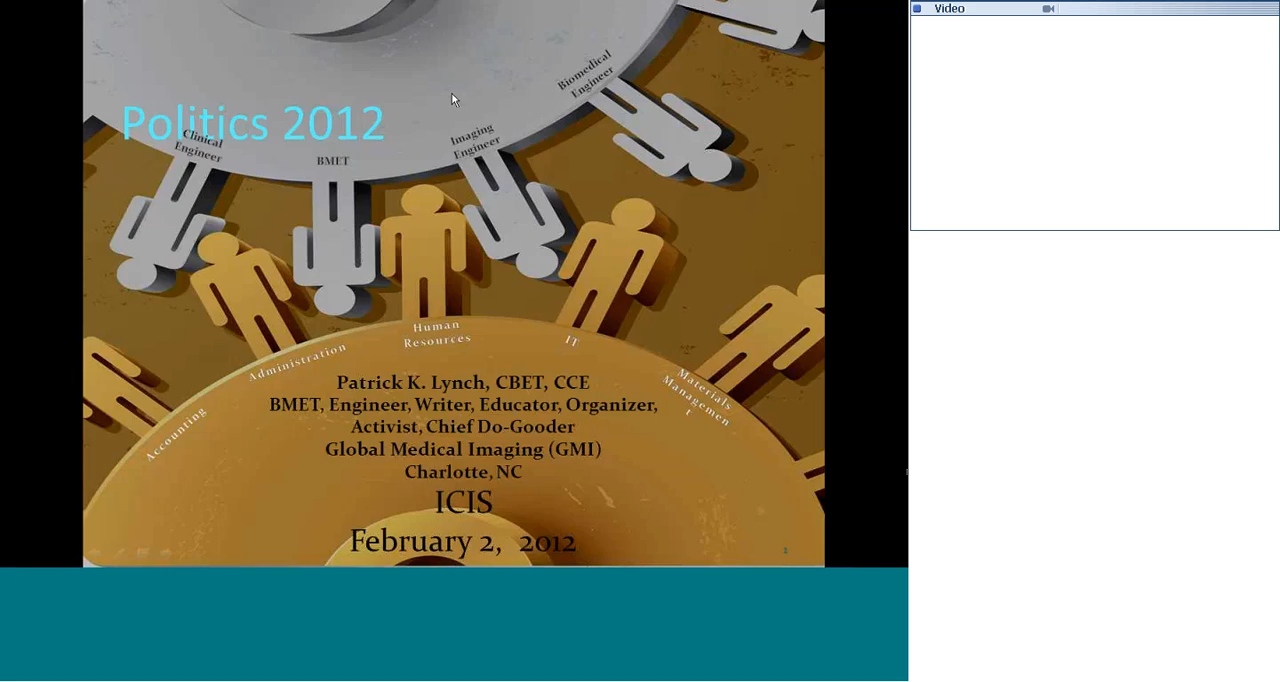 Video
Biomedical
Engineer
Politics 2012
Clinical
Engineer
BMET
Imaging
Engineer
Human
Resources
IT
Administration
Accounting
Materials
Managemen
t
Patrick K. Lynch, CBET, CCE
BMET, Engineer, Writer, Educator, Organizer,
Activist, Chief Do-Gooder
Global Medical Imaging (GMI)
Charlotte, NC
ICIS
February 2, 2012
1